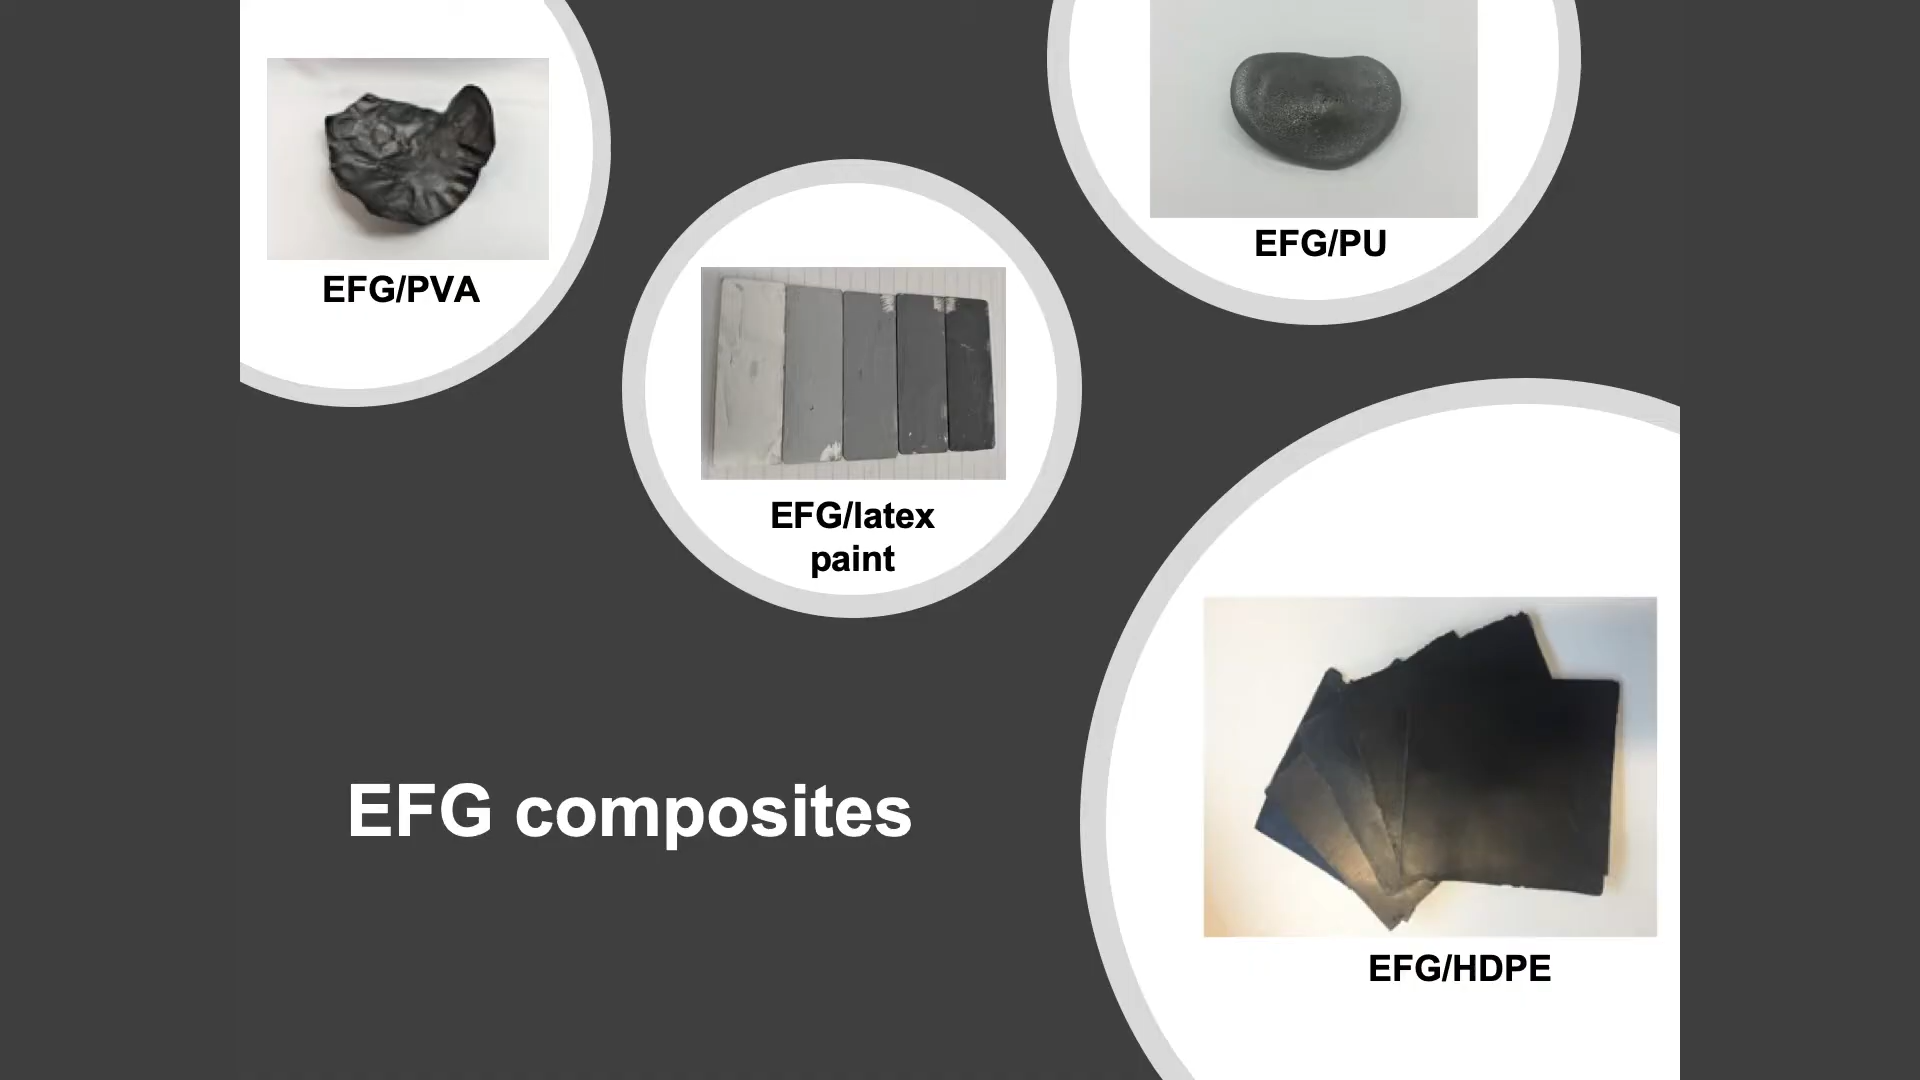 EFG/PVA
EFG/PU
EFG/latex
paint
EFG composites
EFG/HDPE